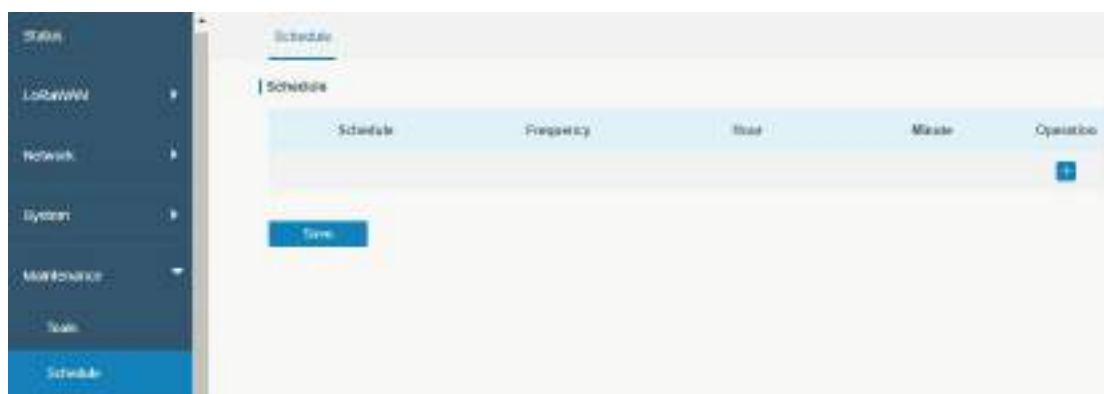 Status
LoRaWAN
Network
System
Maintenance
Tools
Schedule
Schedule
Schedule
Schedule Frequency Hour Minute Operation
+
Save